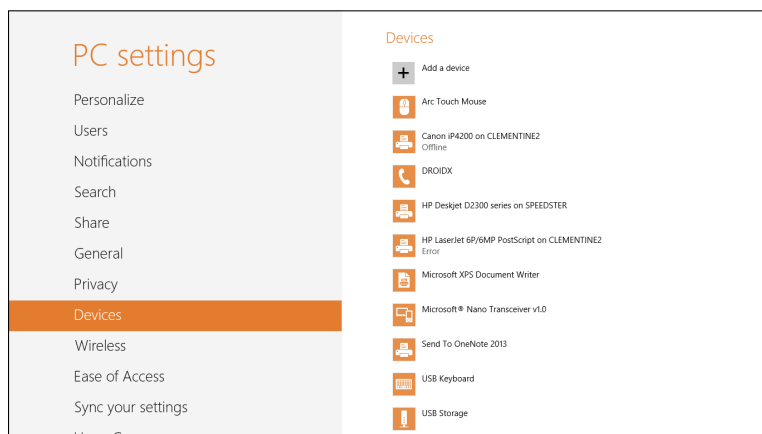 PC settings
Personalize
Users
Notifications
Search
Share
General
Privacy
Devices
Wireless
Ease of Access
Sync your settings
Devices
Add a device
Arc Touch Mouse
Canon iP4200 on CLEMENTINE2
Offline
DROIDX
HP Deskjet D2300 series on SPEEDSTER
HP LaserJet 6P/6MP PostScript on CLEMENTINE2
Error
Microsoft XPS Document Writer
Microsoft® Nano Transceiver v1.0
Send To OneNote 2013
USB Keyboard
USB Storage